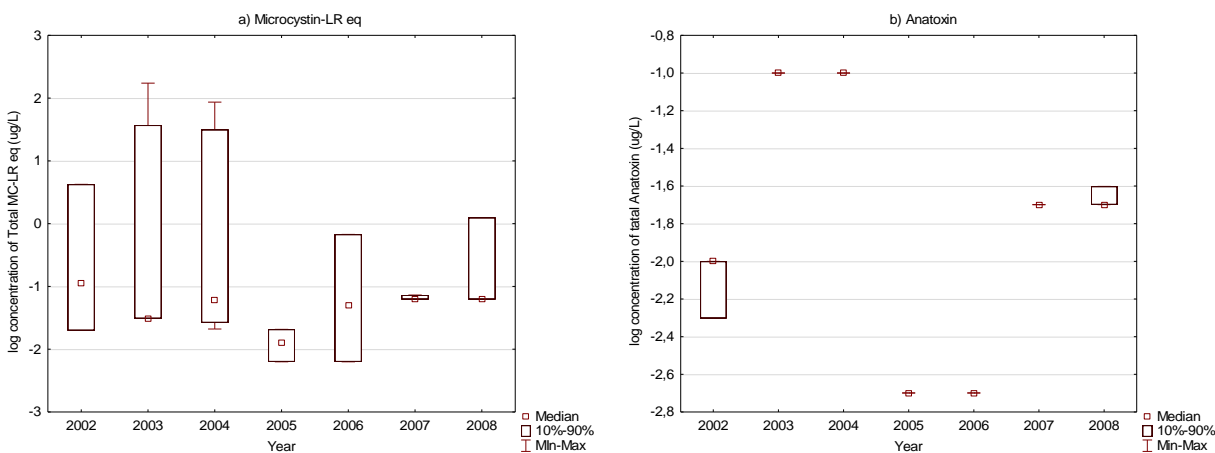 a) Microcystin-LR eq
log concentration of Total MC-LR eq (ug/L)
3
2
1
0
-1
-2
-3
2002 2003 2004 2005 2006 2007 2008
Year
Median
10%-90%
MIn-Max
b) Anatoxin
log concentration of tatal Anatoxin (ug/L)
-0,8
-1,0
-1,2
-1,4
-1,6
-1,8
-2,0
-2,2
-2,4
-2,6
-2,8
2002 2003 2004 2005 2006 2007 2008
Year
Median
10%-90%
Min-Max